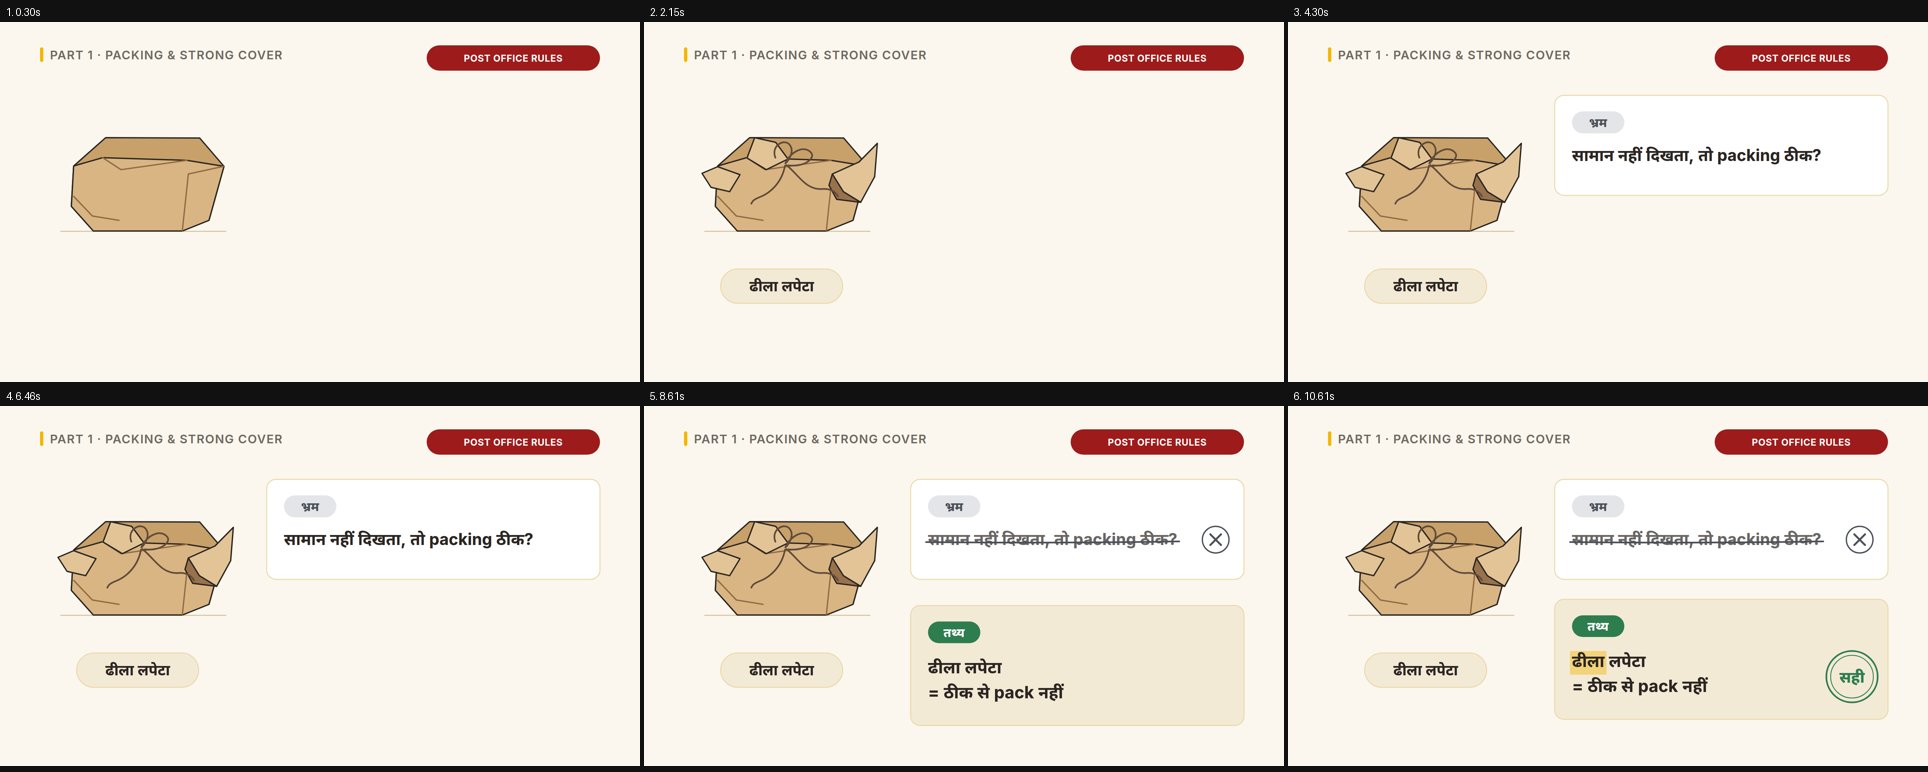 1. 0.30s
PART 1 · PACKING & STRONG COVER
POST OFFICE RULES
2. 2.15s
PART 1 · PACKING & STRONG COVER
POST OFFICE RULES
ढीला लपेटा
3. 4.30s
PART 1 · PACKING & STRONG COVER
POST OFFICE RULES
भ्रम
सामान नहीं दिखता, तो packing ठीक?
ढीला लपेटा
4. 6.46s
PART 1 · PACKING & STRONG COVER
POST OFFICE RULES
भ्रम
सामान नहीं दिखता, तो packing ठीक?
ढीला लपेटा
5. 8.61s
PART 1 · PACKING & STRONG COVER
POST OFFICE RULES
भ्रम
सामान नहीं दिखता, तो packing ठीक?
ढीला लपेटा
तथ्य
ढीला लपेटा
= ठीक से pack नहीं
6. 10.61s
PART 1 · PACKING & STRONG COVER
POST OFFICE RULES
भ्रम
सामान नहीं दिखता, तो packing ठीक?
ढीला लपेटा
तथ्य
ढीला लपेटा
= ठीक से pack नहीं
सही